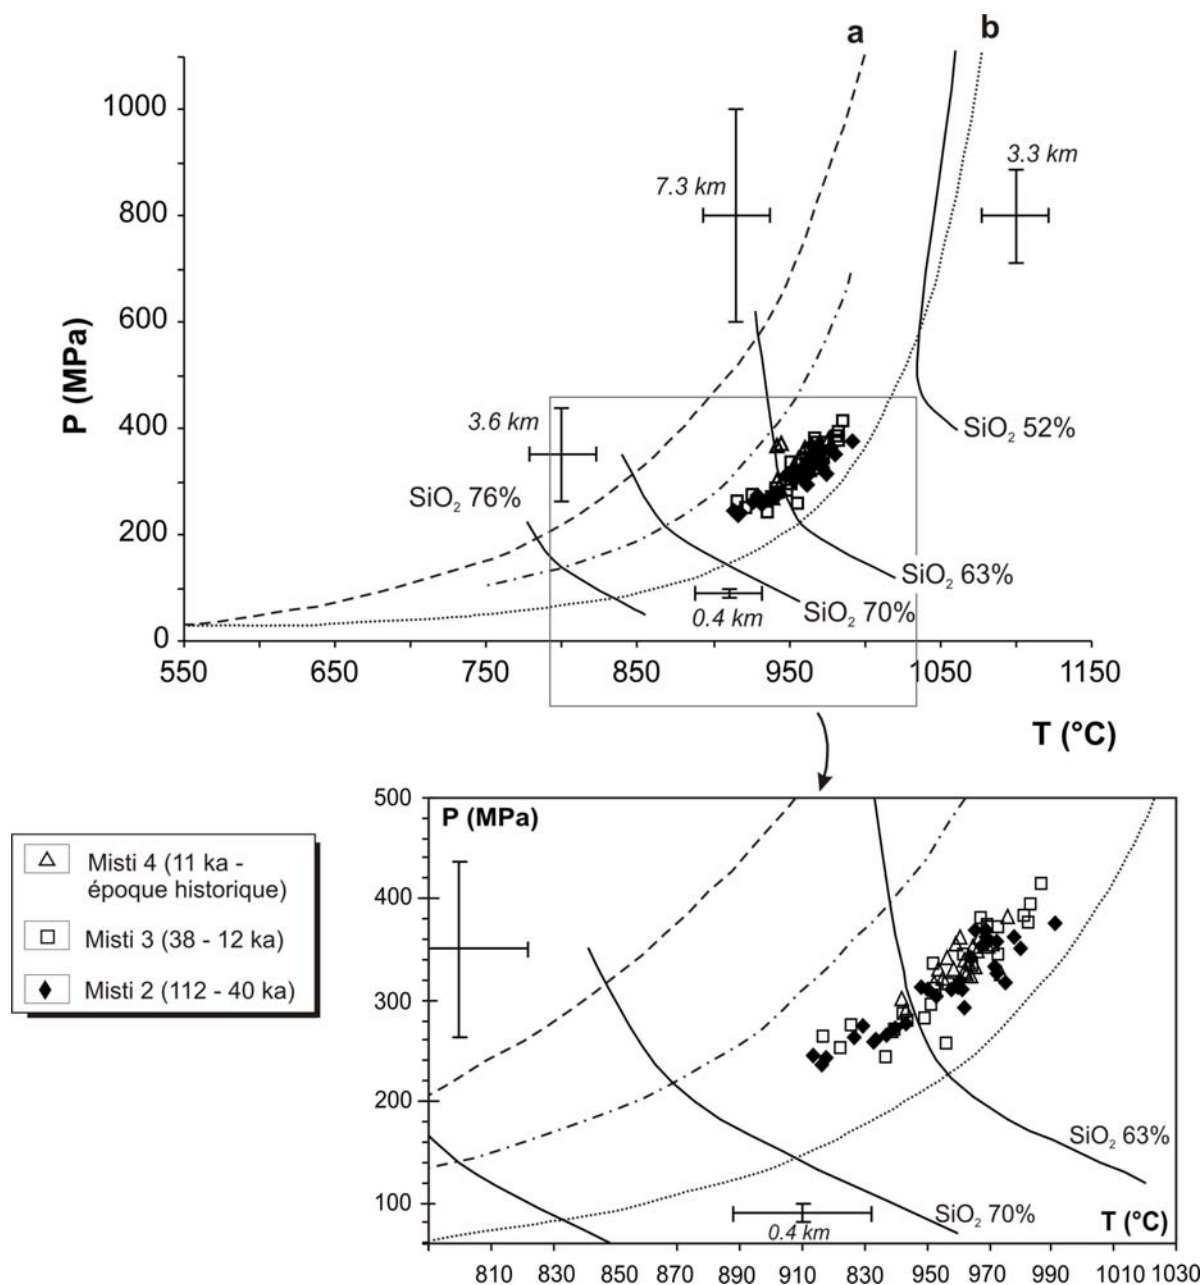 a
b
P (MPa)
1000
800
600
400
200
0
7.3 km
3.3 km
3.6 km
0.4 km
SiO2 76%
SiO2 52%
SiO2 63%
SiO2 70%
550
650
750
850
950
1050
1150
T (°C)
Misti 4 (11 ka -
époque historique)
Misti 3 (38 - 12 ka)
Misti 2 (112 - 40 ka)
P (MPa)
500
400
300
200
100
SiO2 63%
SiO2 70%
0.4 km
T (°C)
810
830
850
870
890
910
830
950
970
990
1010
1030